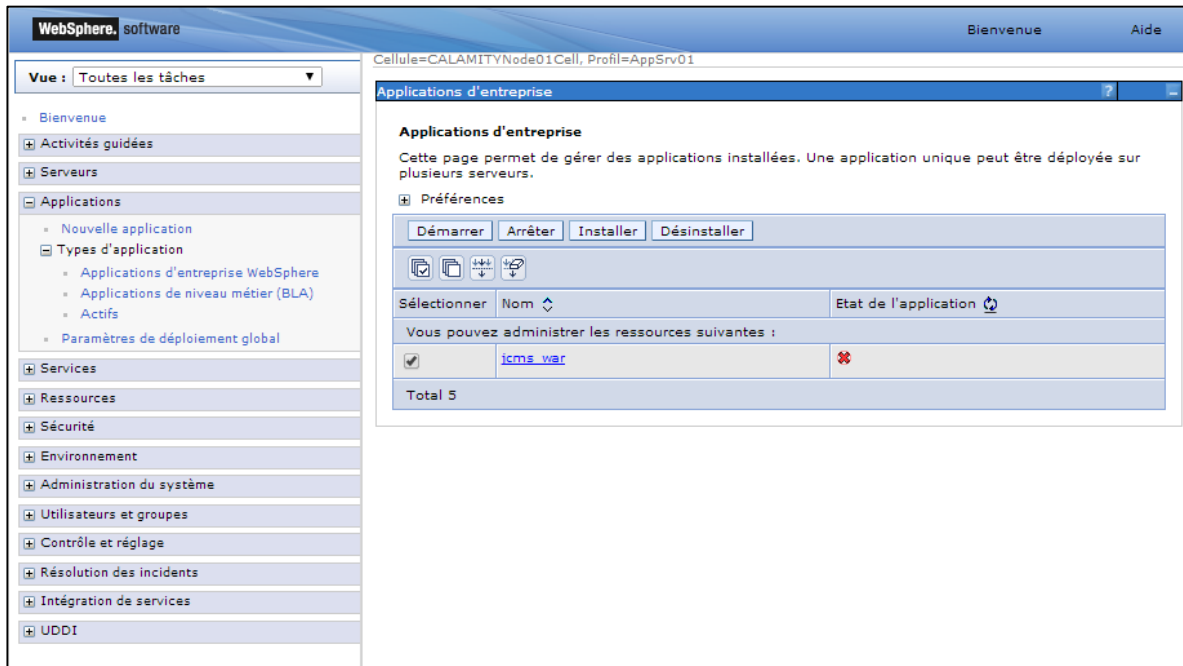 WebSphere. software
Bienvenue Aide
Vue : Toutes les tâches
Bienvenue
Activités guidées
Serveurs
Applications
Nouvelle application
Types d'application
Applications d'entreprise WebSphere
Applications de niveau métier (BLA)
Actifs
Paramètres de déploiement global
Services
Ressources
Sécurité
Environnement
Administration du système
Utilisateurs et groupes
Contrôle et réglage
Résolution des incidents
Intégration de services
UDDI
Cellule=CALAMITYNode01Cell, Profil=AppSrv01
Applications d'entreprise ? –
Applications d'entreprise
Cette page permet de gérer des applications installées. Une application unique peut être déployée sur
plusieurs serveurs.
Préférences
Démarrer Arrêter Installer Désinstaller
Sélectionner Nom Etat de l'application
Vous pouvez administrer les ressources suivantes :
jcms_war
Total 5